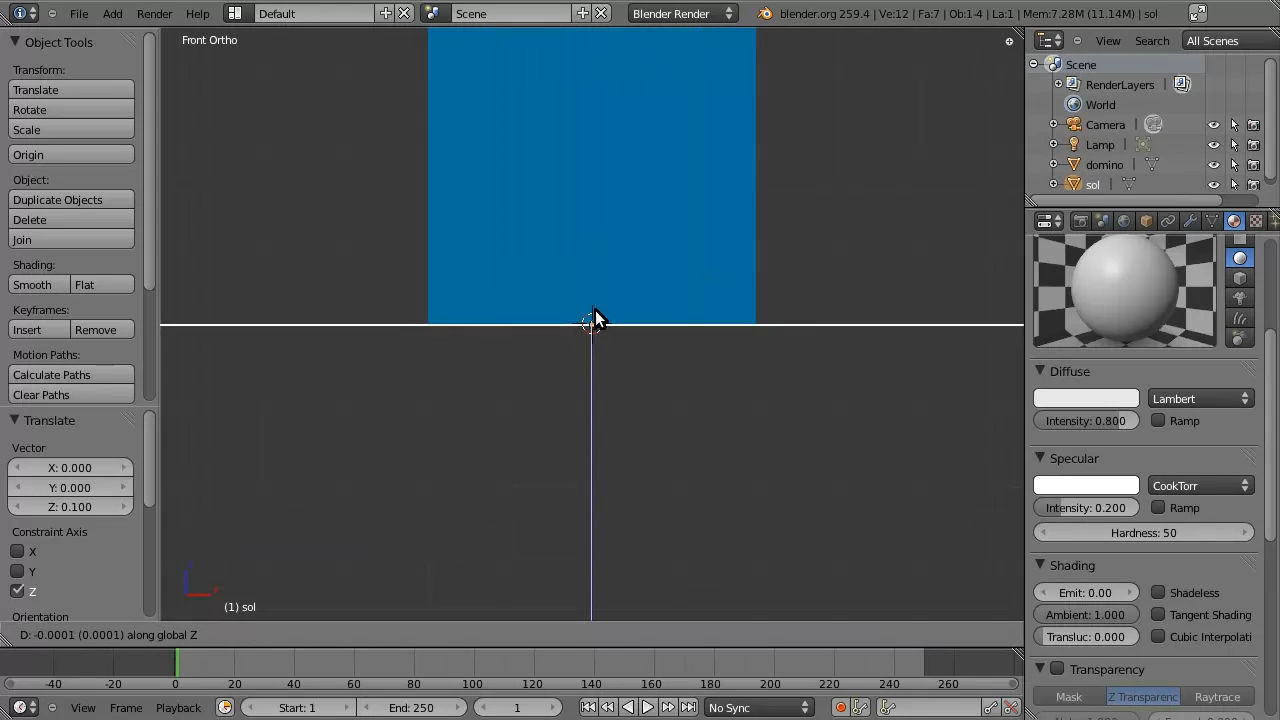 File Add Render Help Default Scene Blender Render blender.org 259.4 | Ve:12 | Fa:7 | Ob:1-4 | La:1 | Mem:7.28M (11.14M) | sol
Object Tools
Transform:
Translate
Rotate
Scale
Origin
Object:
Duplicate Objects
Delete
Join
Shading:
Smooth Flat
Keyframes:
Insert Remove
Motion Paths:
Calculate Paths
Clear Paths
Translate
Vector
X: 0.000
Y: 0.000
Z: 0.100
Constraint Axis
X
Y
Z
Orientation
Front Ortho
(1) sol
D: -0.0001 (0.0001) along global Z
View Search All Scenes
Scene
RenderLayers
World
Camera
Lamp
domino
sol
Diffuse
Lambert
Intensity: 0.800 Ramp
Specular
CookTorr
Intensity: 0.200 Ramp
Hardness: 50
Shading
Emit: 0.00 Shadeless
Ambient: 1.000 Tangent Shading
Transluc: 0.000 Cubic Interpolati
Transparency
Mask Z Transparenc Raytrace
-40 -20 0 20 40 60 80 100 120 140 160 180 200 220 240 260
View Frame Playback Start: 1 End: 250 1 No Sync